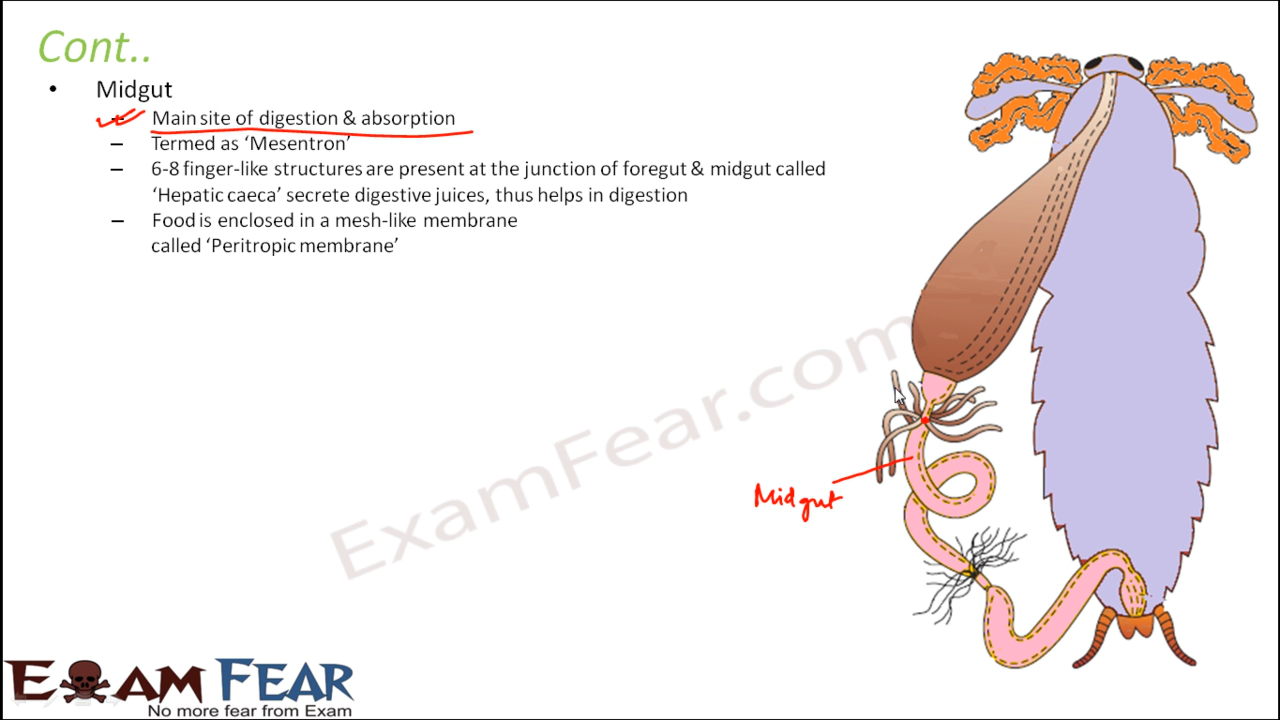 Cont..
• Midgut
– Main site of digestion & absorption
– Termed as ‘Mesentron’
– 6-8 finger-like structures are present at the junction of foregut & midgut called
‘Hepatic caeca’ secrete digestive juices, thus helps in digestion
– Food is enclosed in a mesh-like membrane
called ‘Peritropic membrane’
ExamFear.com
Midgut
EXAM FEAR
No more fear from Exam